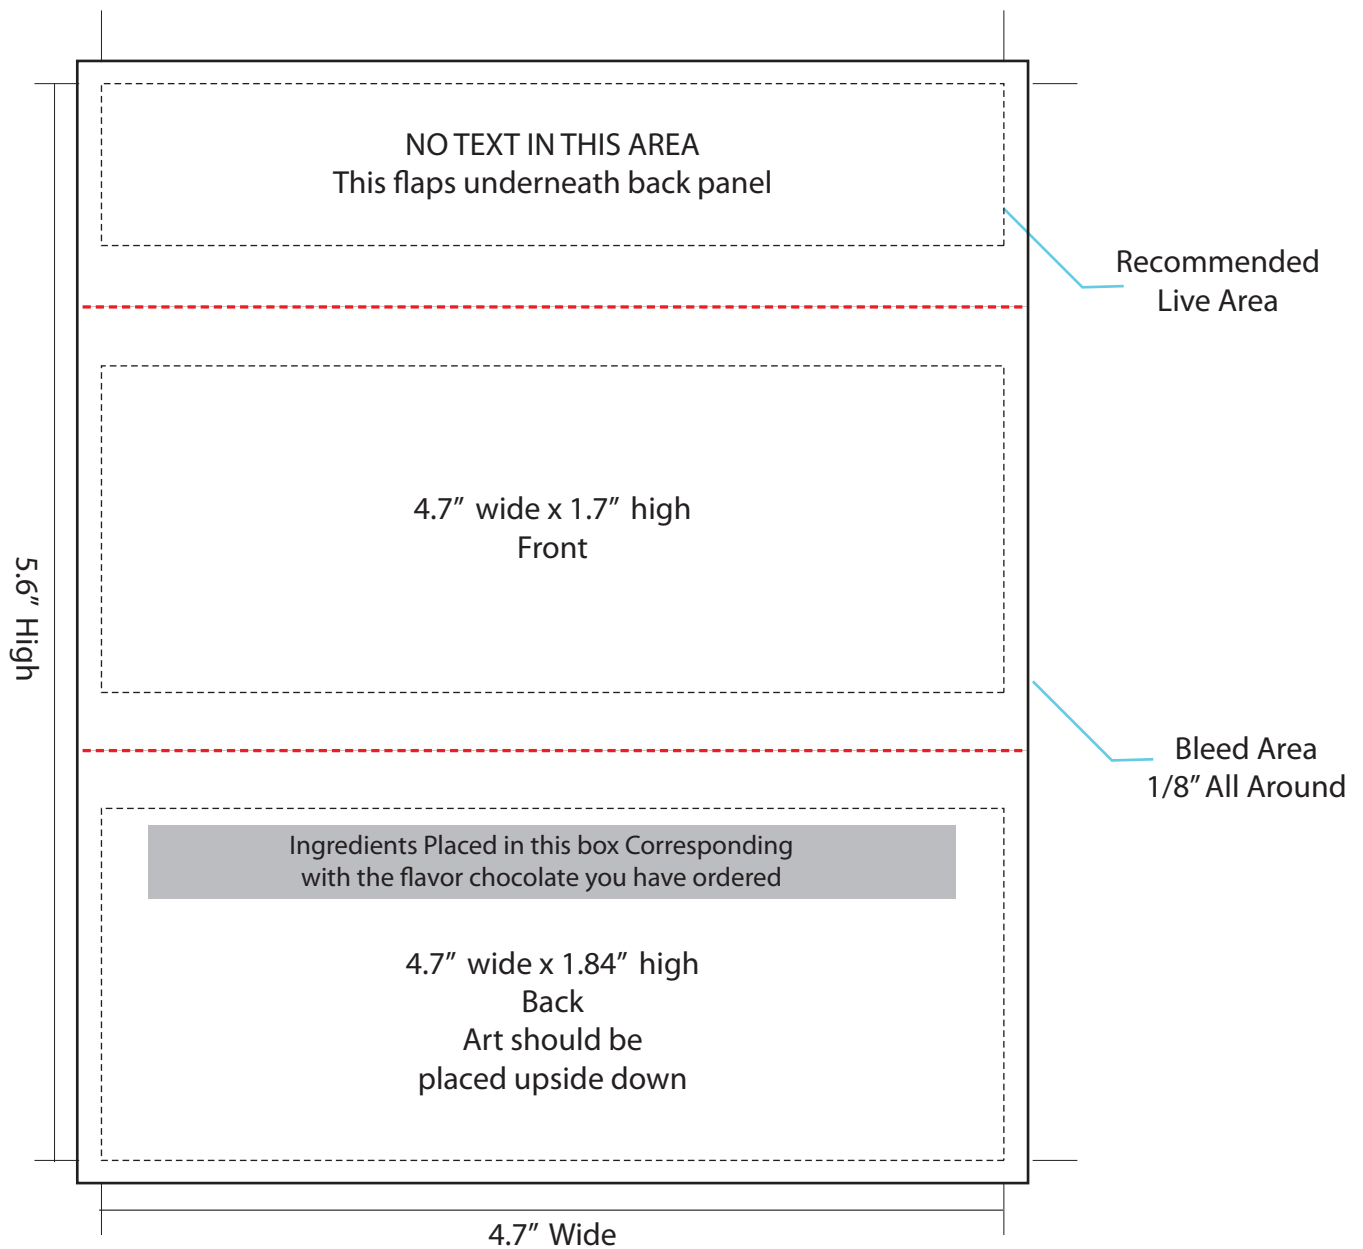 NO TEXT IN THIS AREA
This flaps underneath back panel
Recommended
Live Area
4.7” wide x 1.7” high
Front
5.6” High
Bleed Area
1/8” All Around
Ingredients Placed in this box Corresponding
with the flavor chocolate you have ordered
4.7” wide x 1.84” high
Back
Art should be
placed upside down
4.7” Wide